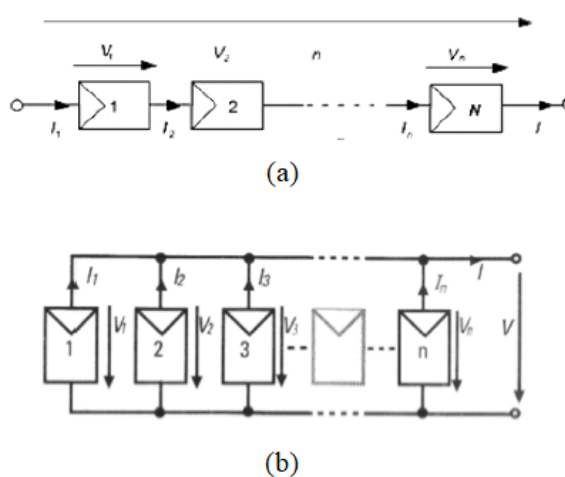 V₁ V₂ n Vₙ
1 2 N
I₁ I₂ Iₙ I
(a)
I
I₁ I₂ I₃ Iₙ
1 V₁ 2 V₂ 3 V₃ n Vₙ V
(b)